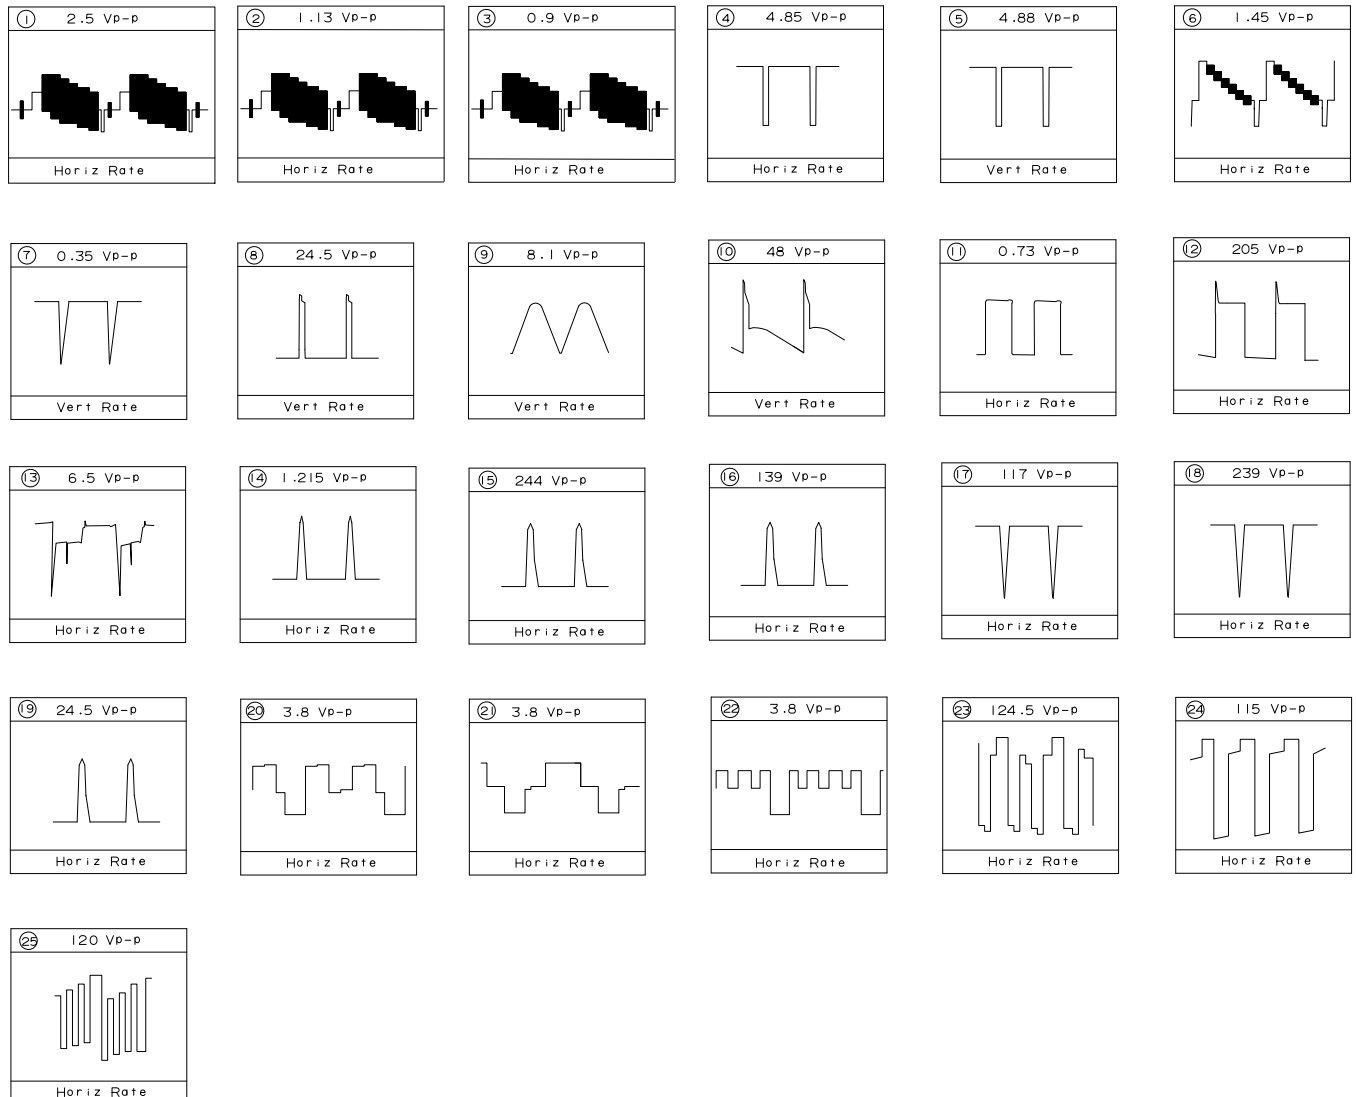 1 2.5 Vp-p
Horiz Rate
2 1.13 Vp-p
Horiz Rate
3 0.9 Vp-p
Horiz Rate
4 4.85 Vp-p
Horiz Rate
5 4.88 Vp-p
Vert Rate
6 1.45 Vp-p
Horiz Rate
7 0.35 Vp-p
Vert Rate
8 24.5 Vp-p
Vert Rate
9 8.1 Vp-p
Vert Rate
10 48 Vp-p
Vert Rate
11 0.73 Vp-p
Horiz Rate
12 205 Vp-p
Horiz Rate
13 6.5 Vp-p
Horiz Rate
14 1.215 Vp-p
Horiz Rate
15 244 Vp-p
Horiz Rate
16 139 Vp-p
Horiz Rate
17 117 Vp-p
Horiz Rate
18 239 Vp-p
Horiz Rate
19 24.5 Vp-p
Horiz Rate
20 3.8 Vp-p
Horiz Rate
21 3.8 Vp-p
Horiz Rate
22 3.8 Vp-p
Horiz Rate
23 124.5 Vp-p
Horiz Rate
24 115 Vp-p
Horiz Rate
25 120 Vp-p
Horiz Rate